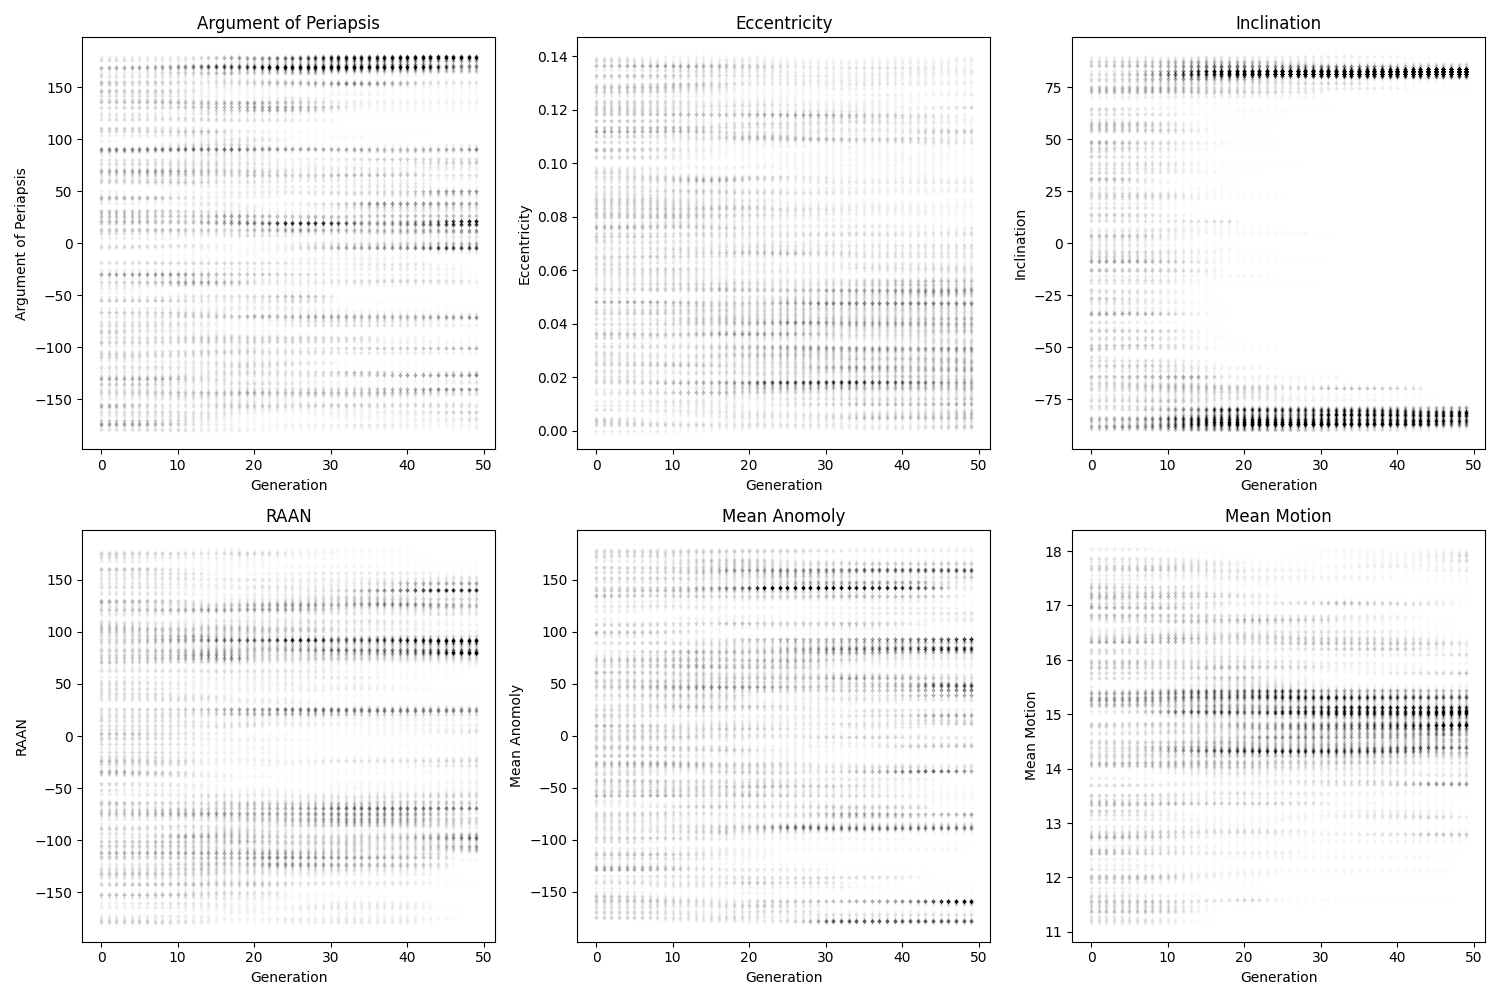 Argument of Periapsis
Argument of Periapsis
150
100
50
0
−50
−100
−150
0 10 20 30 40 50
Generation
Eccentricity
Eccentricity
0.14
0.12
0.10
0.08
0.06
0.04
0.02
0.00
0 10 20 30 40 50
Generation
Inclination
Inclination
75
50
25
0
−25
−50
−75
0 10 20 30 40 50
Generation
RAAN
RAAN
150
100
50
0
−50
−100
−150
0 10 20 30 40 50
Generation
Mean Anomoly
Mean Anomoly
150
100
50
0
−50
−100
−150
0 10 20 30 40 50
Generation
Mean Motion
Mean Motion
18
17
16
15
14
13
12
11
0 10 20 30 40 50
Generation